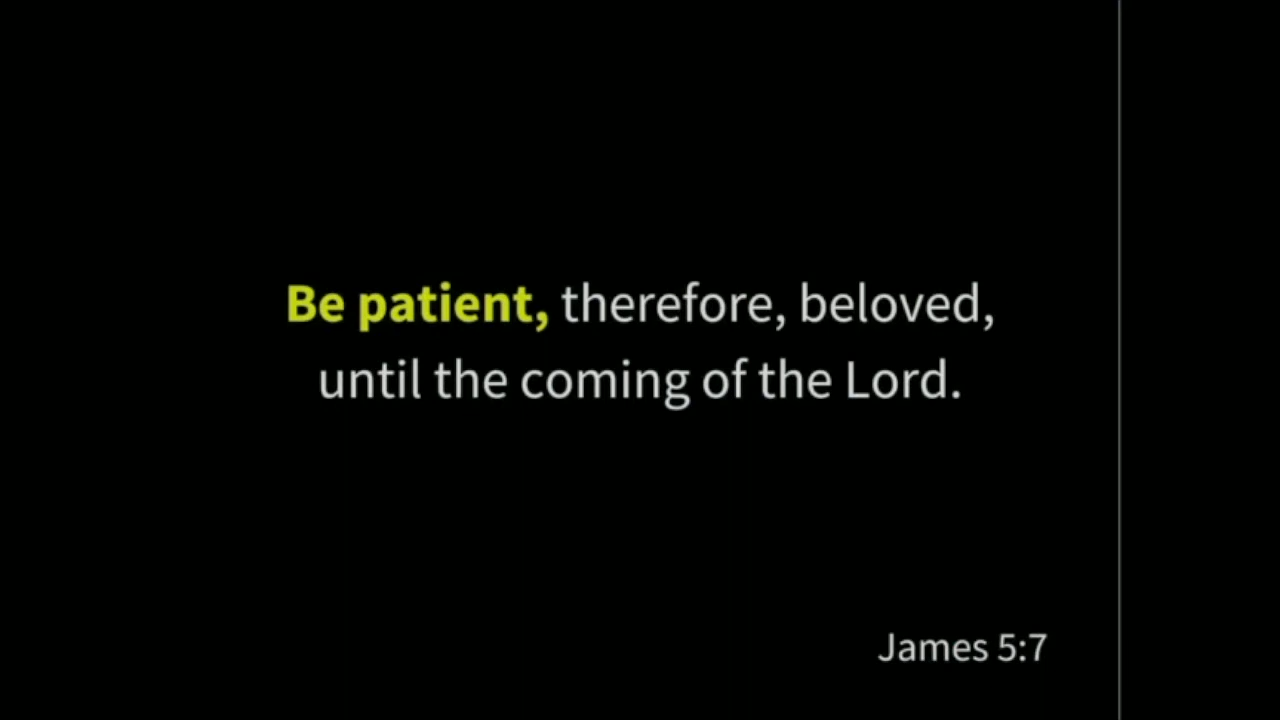 Be patient, therefore, beloved,
until the coming of the Lord.
James 5:7